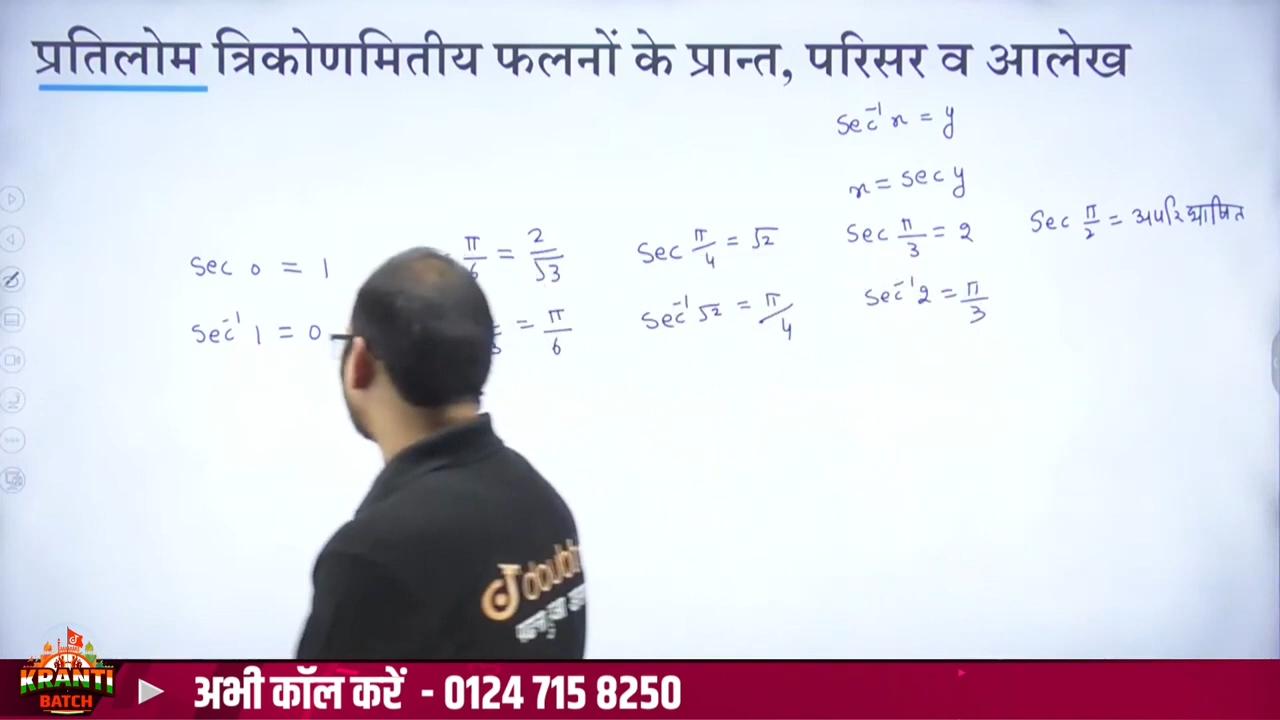 प्रतिलोम त्रिकोणमितीय फलनों के प्रान्त, परिसर व आलेख
sec⁻¹ x = y
x = sec y
sec 0 = 1
π/6 = 2/√3
sec π/4 = √2
sec π/3 = 2
sec π/2 = अपरिभाषित
sec⁻¹ 1 = 0
= π/6
sec⁻¹ √2 = π/4
sec⁻¹ 2 = π/3
KRANTI
BATCH
अभी कॉल करें - 0124 715 8250